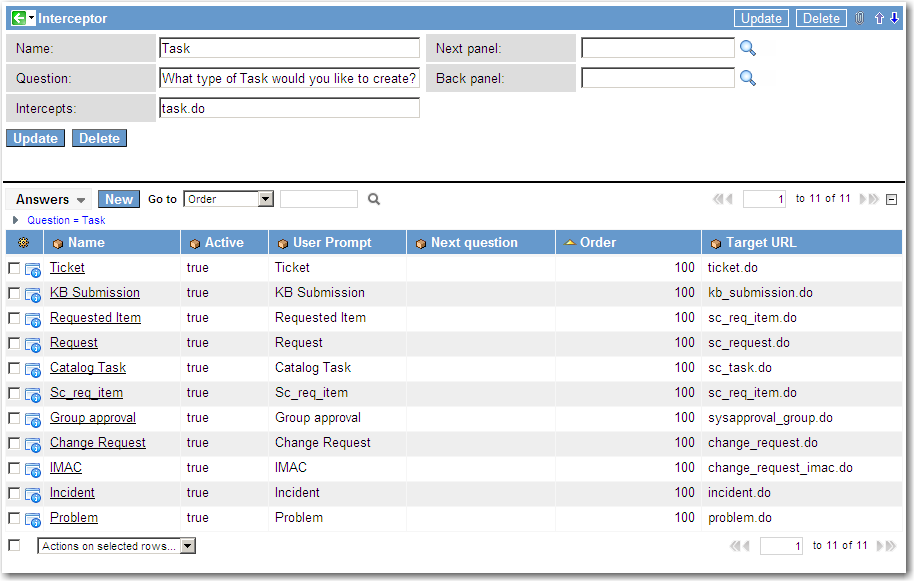 Interceptor Update Delete
Name: Task Next panel:
Question: What type of Task would you like to create? Back panel:
Intercepts: task.do
Update Delete
Answers New Go to Order 1 to 11 of 11
Question = Task
Name Active User Prompt Next question Order Target URL
Ticket true Ticket 100 ticket.do
KB Submission true KB Submission 100 kb_submission.do
Requested Item true Requested Item 100 sc_req_item.do
Request true Request 100 sc_request.do
Catalog Task true Catalog Task 100 sc_task.do
Sc_req_item true Sc_req_item 100 sc_req_item.do
Group approval true Group approval 100 sysapproval_group.do
Change Request true Change Request 100 change_request.do
IMAC true IMAC 100 change_request_imac.do
Incident true Incident 100 incident.do
Problem true Problem 100 problem.do
Actions on selected rows... 1 to 11 of 11